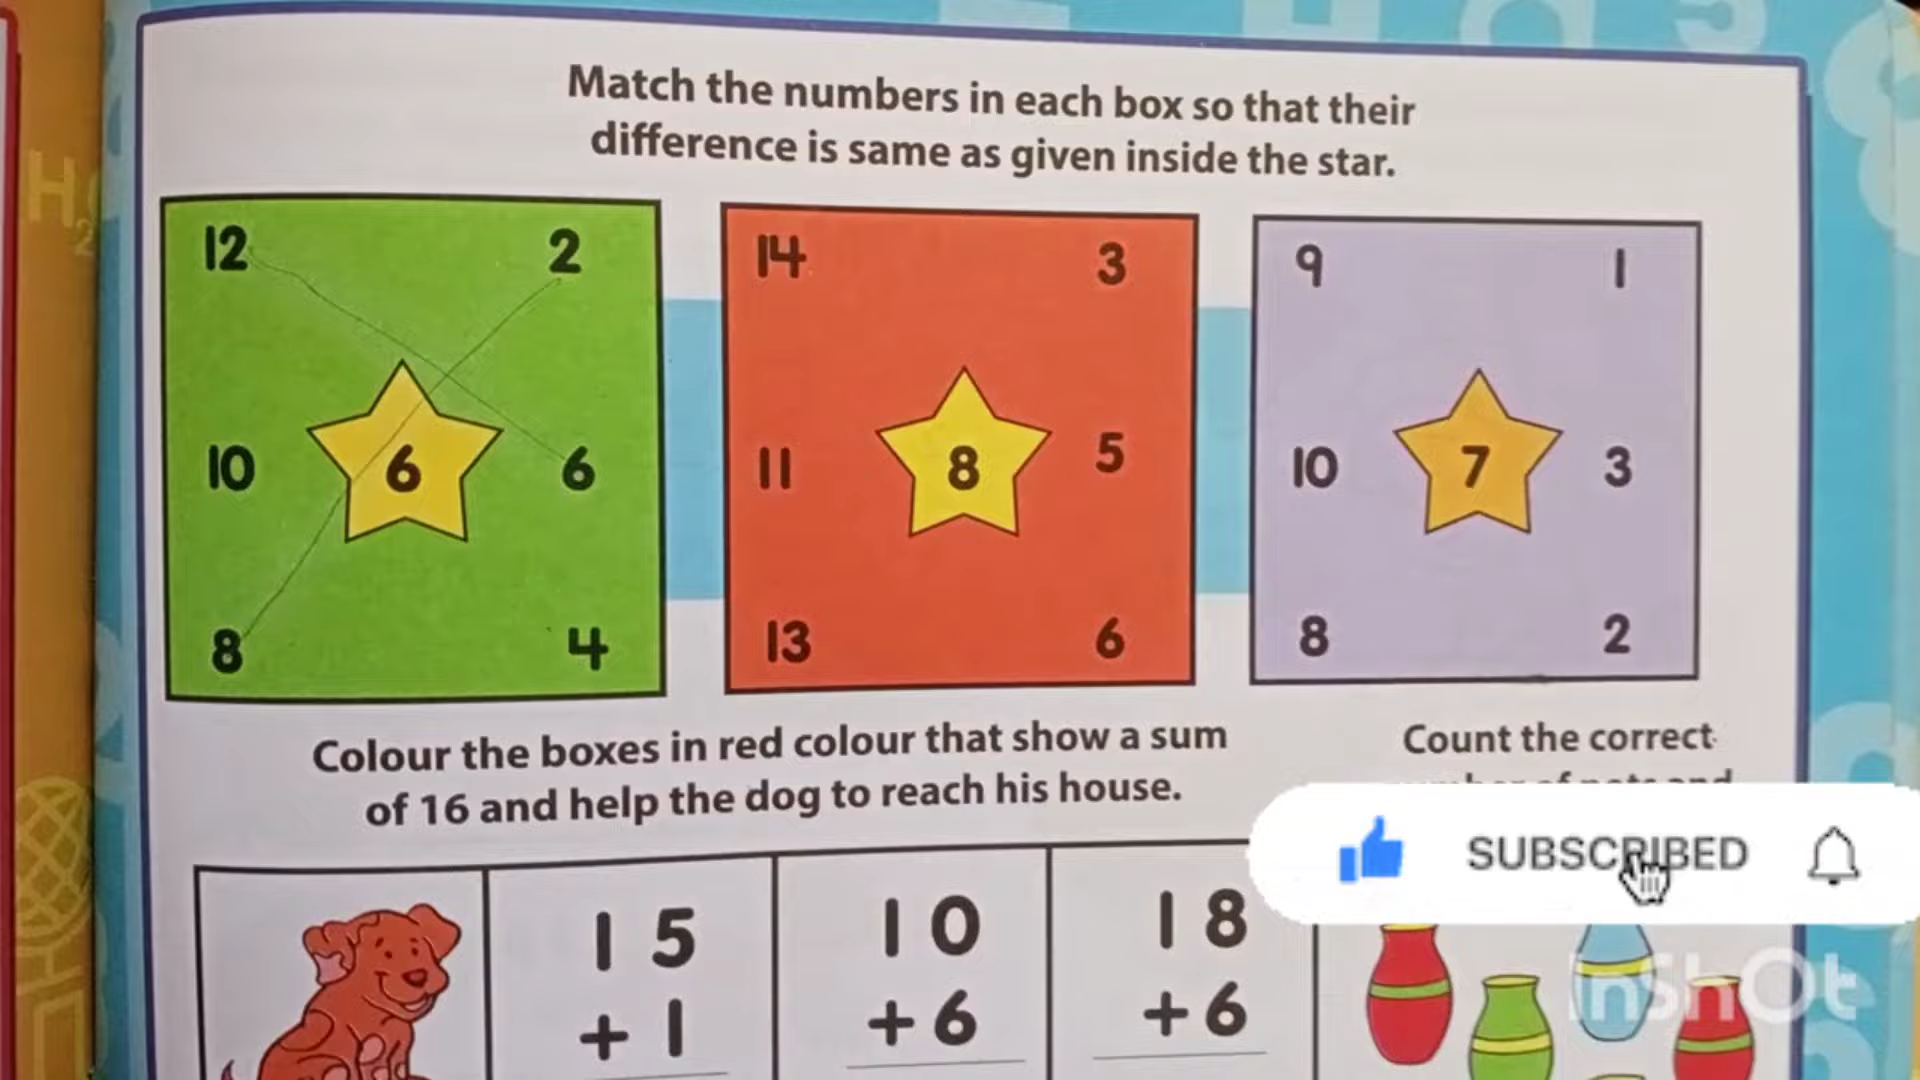 Match the numbers in each box so that their
difference is same as given inside the star.
12 2
10 6 6
8 4
14 3
11 8 5
13 6
9 1
10 7 3
8 2
Colour the boxes in red colour that show a sum
of 16 and help the dog to reach his house.
Count the correct
SUBSCRIBED
15
+1
10
+6
18
+6
InShOt
H2